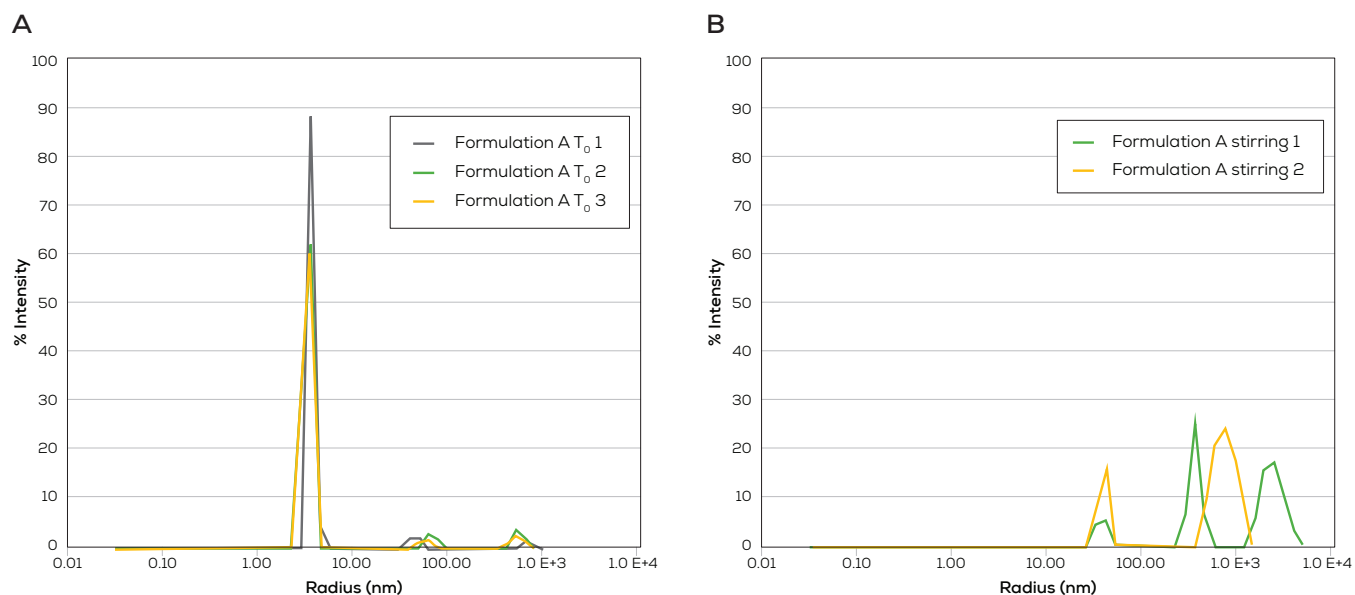 A
100
90
80
70
60
50
40
30
20
10
0
% Intensity
Formulation A T₀ 1
Formulation A T₀ 2
Formulation A T₀ 3
0.01 0.10 1.00 10.00 100.00 1.0 E+3 1.0 E+4
Radius (nm)
B
100
90
80
70
60
50
40
30
20
10
0
% Intensity
Formulation A stirring 1
Formulation A stirring 2
0.01 0.10 1.00 10.00 100.00 1.0 E+3 1.0 E+4
Radius (nm)